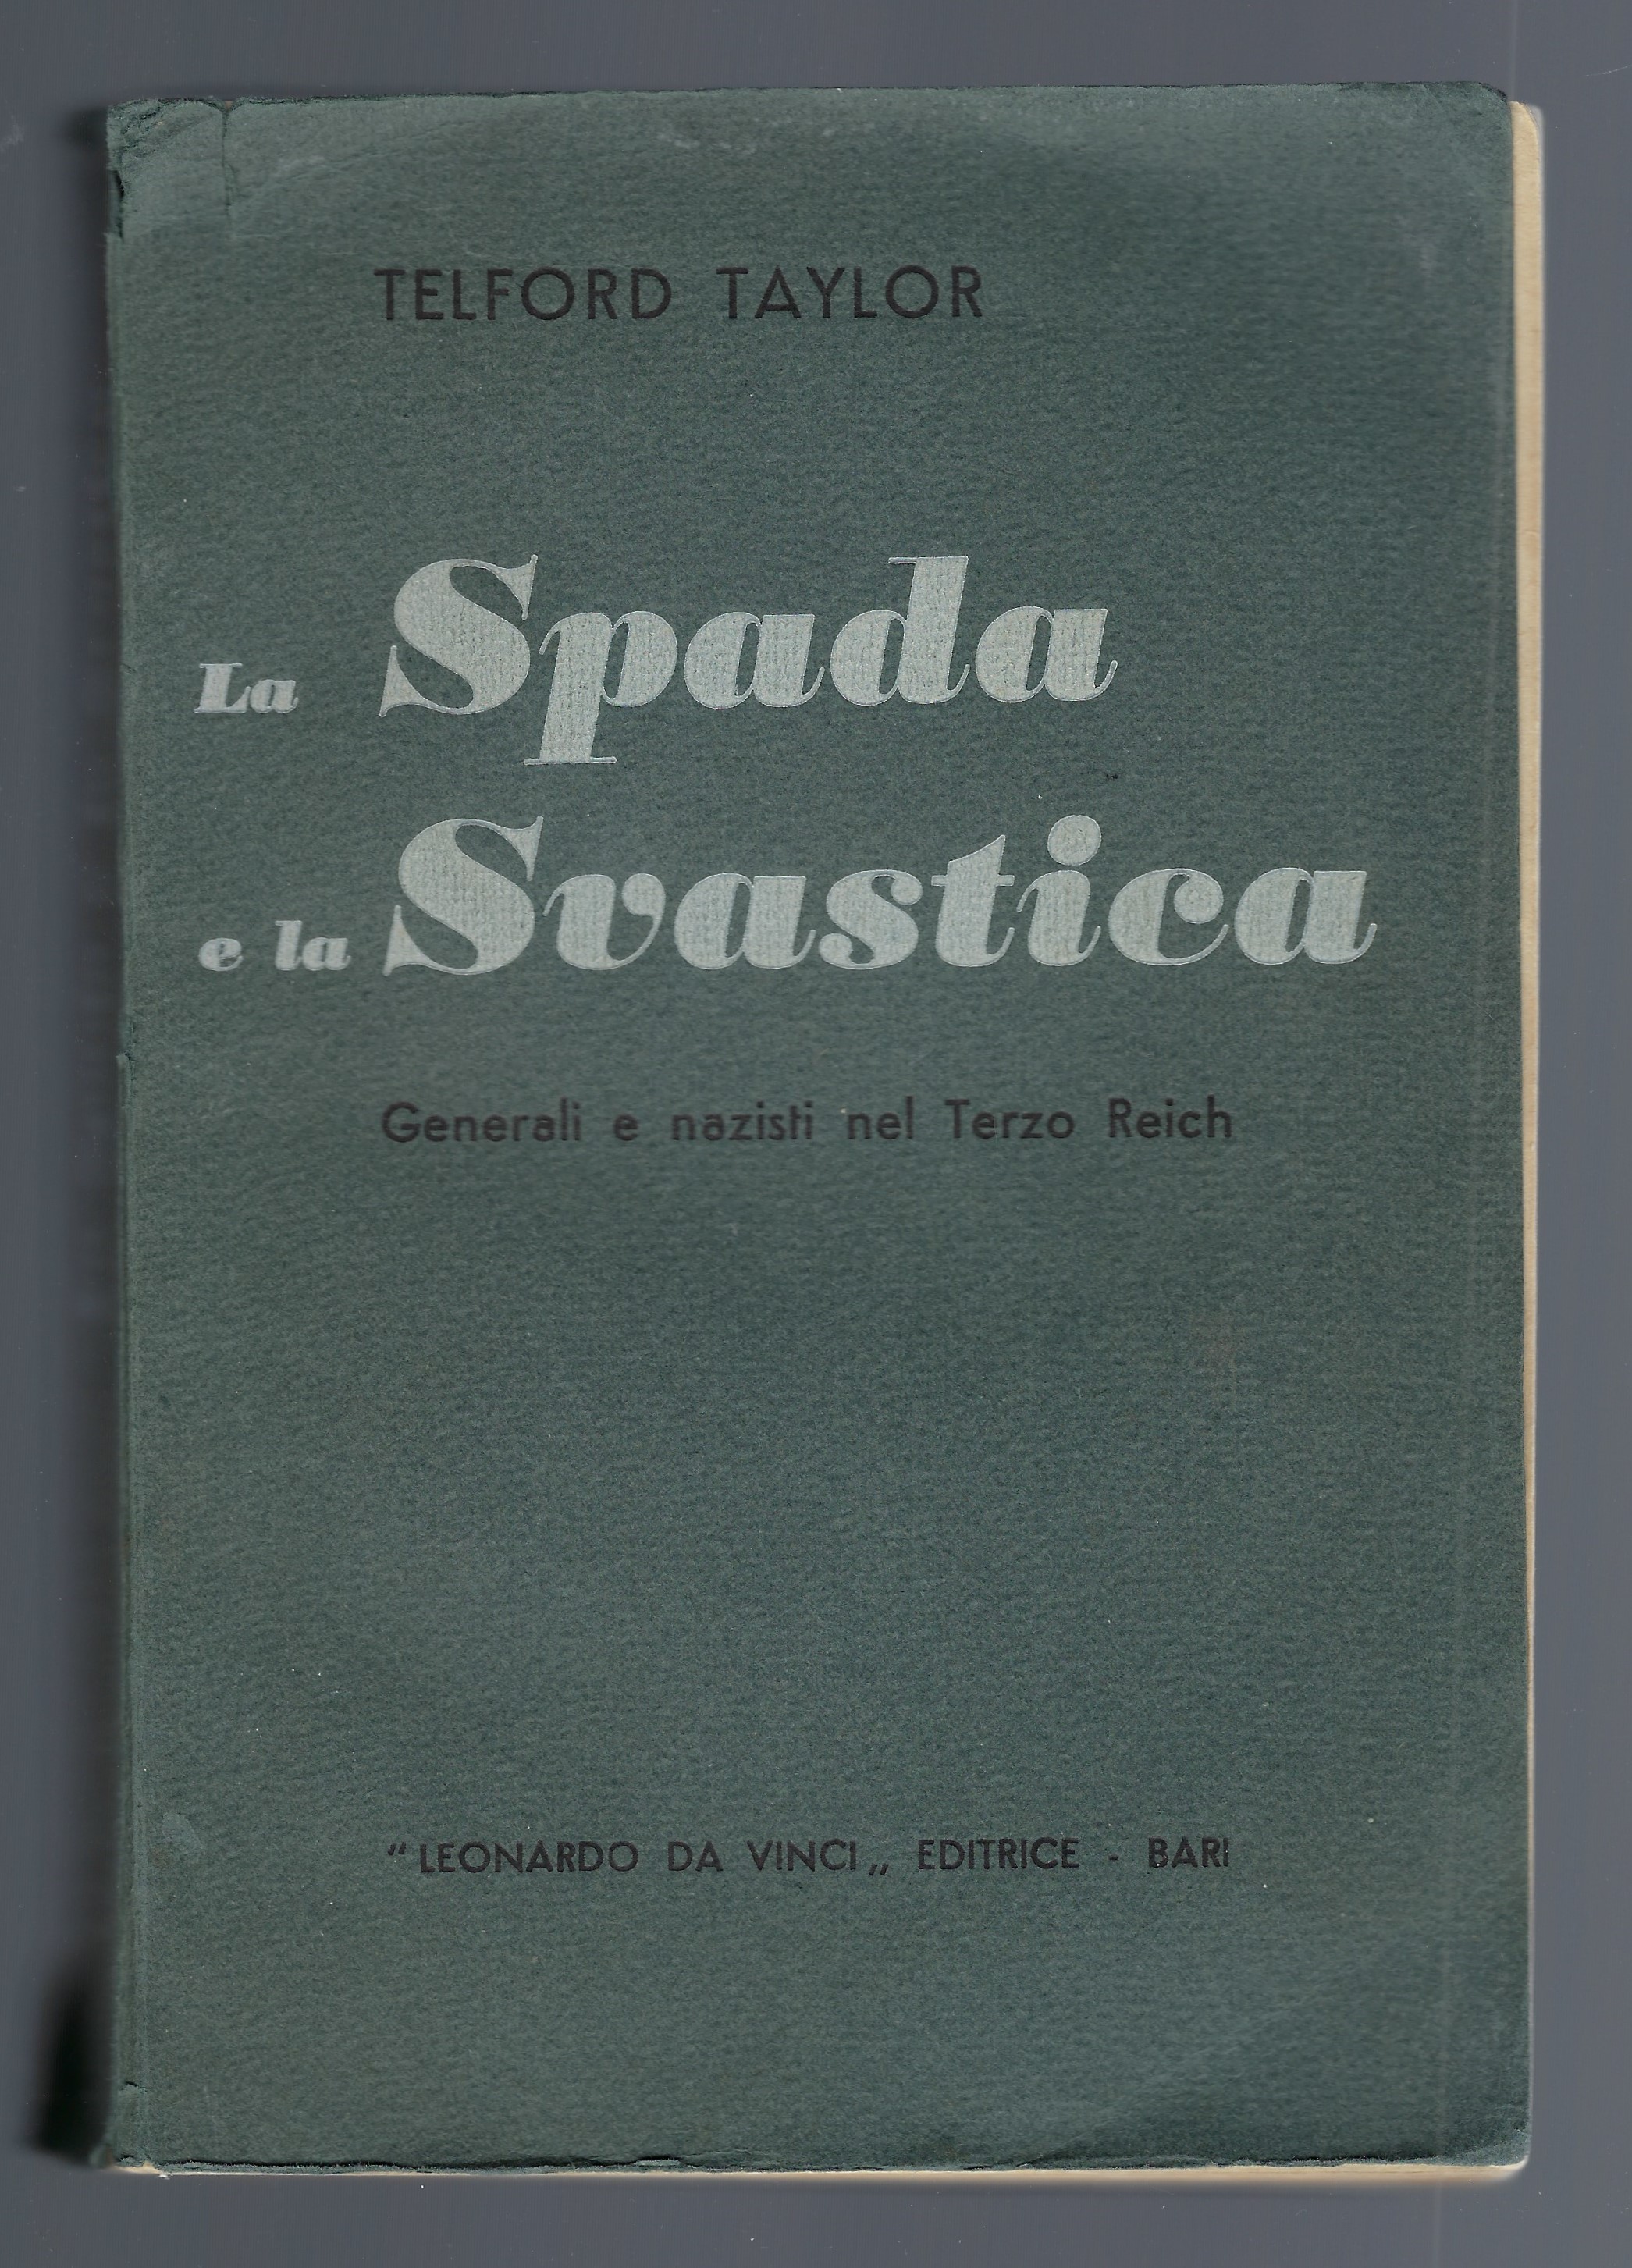 TELFORD TAYLOR
La Spada
e la Svastica
Generali e nazisti nel Terzo Reich
“LEONARDO DA VINCI„ EDITRICE - BARI